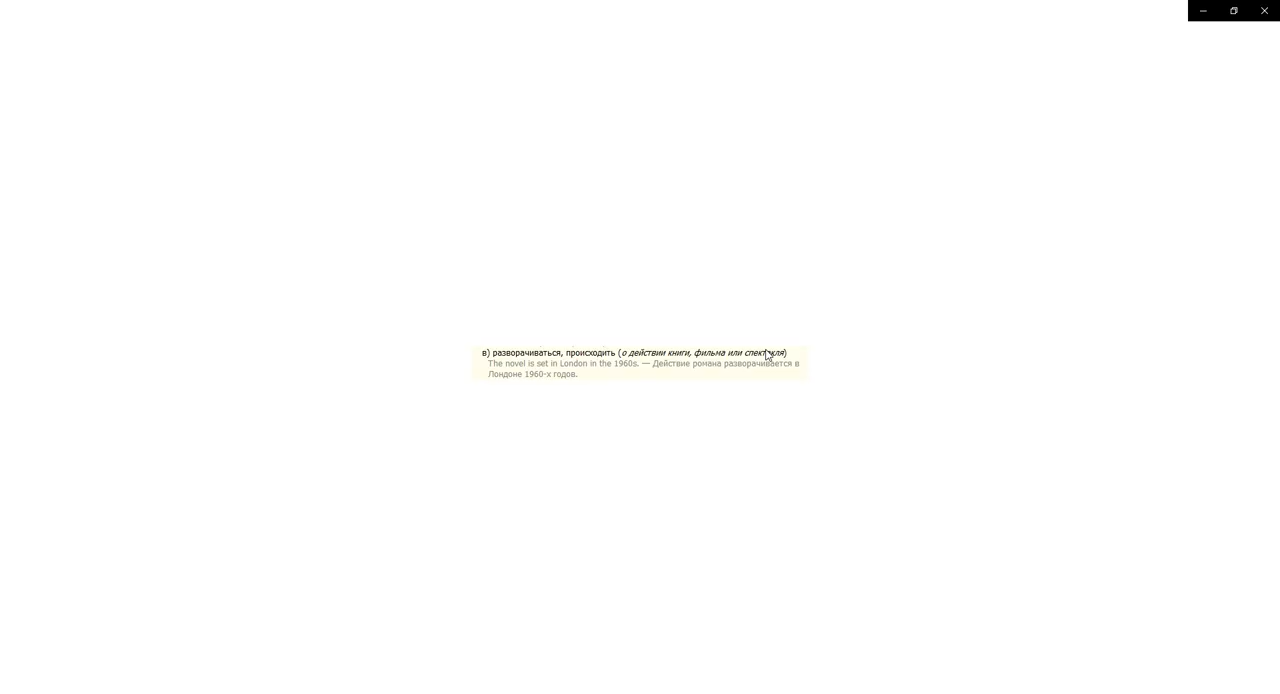 в) разворачиваться, происходить (о действии книги, фильма или спектакля)
The novel is set in London in the 1960s. — Действие романа разворачивается в
Лондоне 1960-х годов.